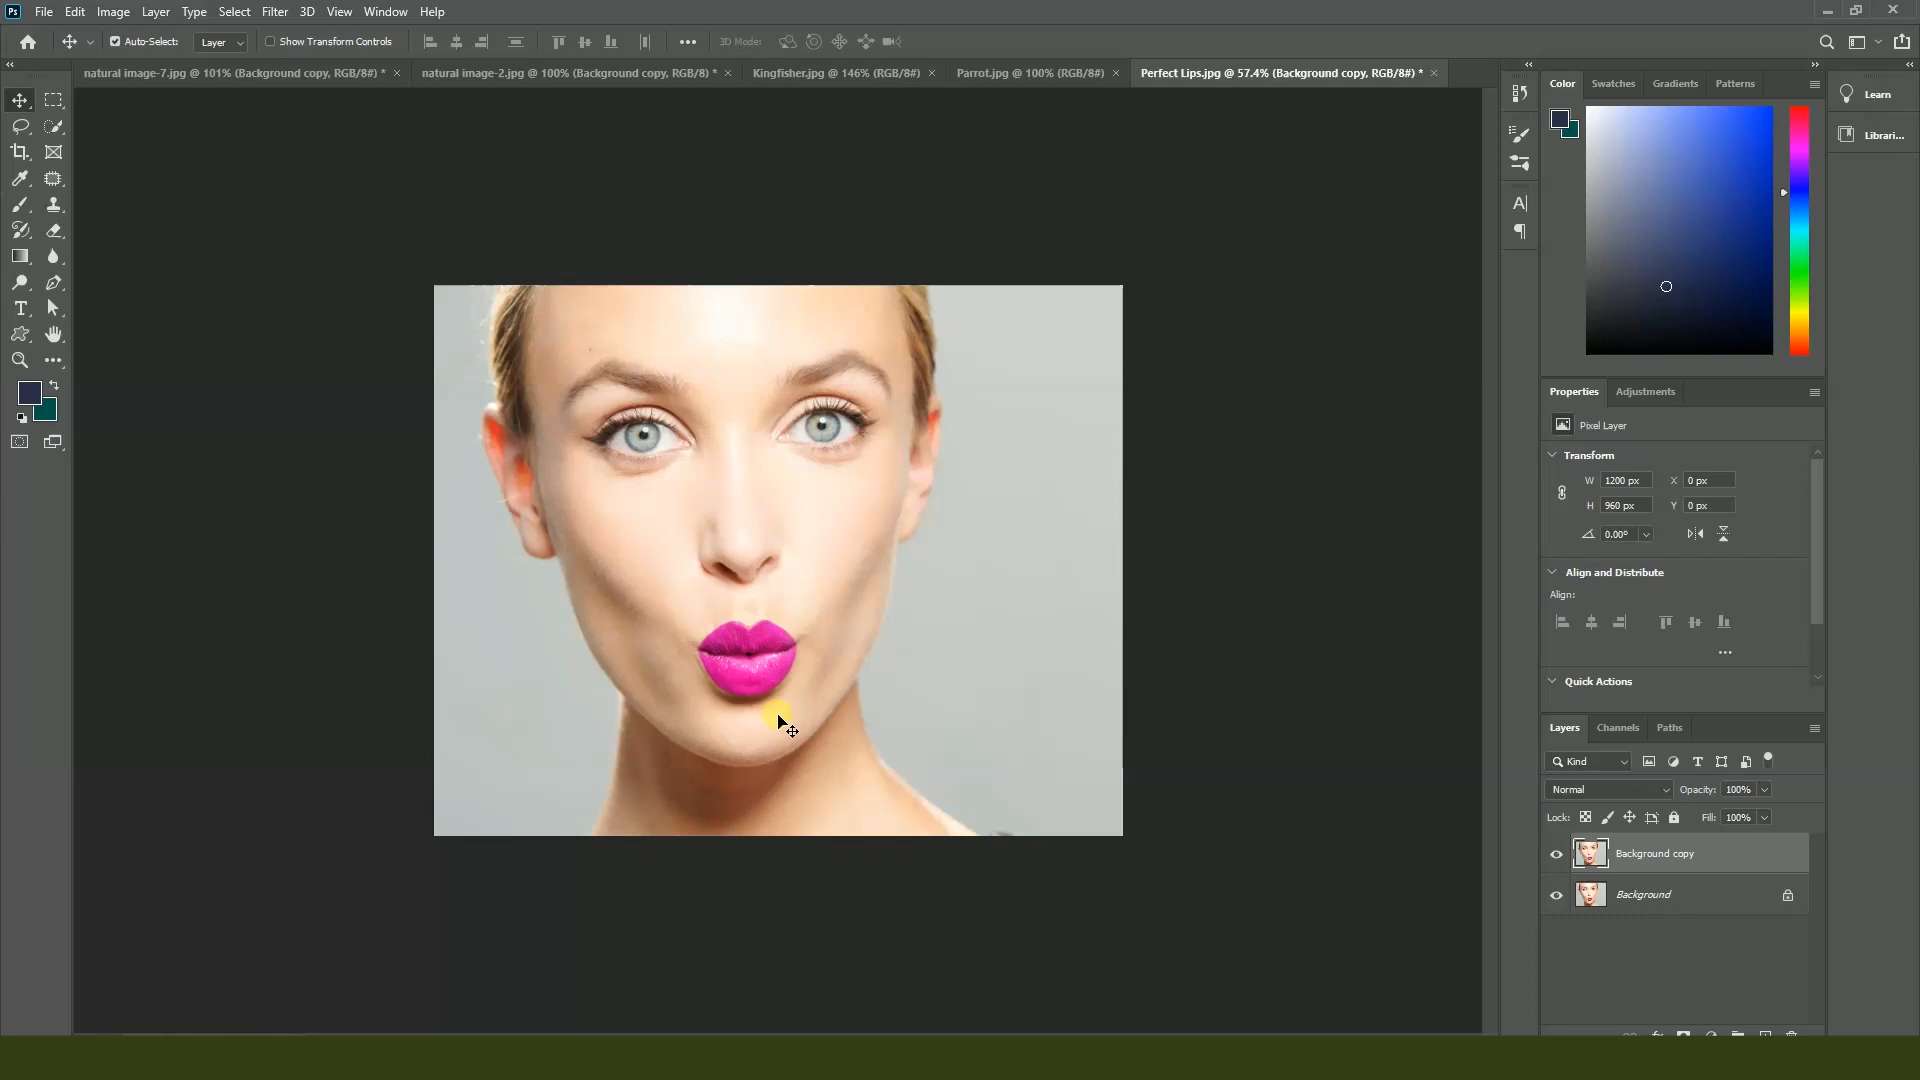 Ps File Edit Image Layer Type Select Filter 3D View Window Help
Auto-Select: Layer Show Transform Controls 3D Mode:
natural image-7.jpg @ 101% (Background copy, RGB/8#) * natural image-2.jpg @ 100% (Background copy, RGB/8) * Kingfisher.jpg @ 146% (RGB/8#) Parrot.jpg @ 100% (RGB/8#) Perfect Lips.jpg @ 57.4% (Background copy, RGB/8#) *
Color Swatches Gradients Patterns
Learn
Librari...
Properties Adjustments
Pixel Layer
Transform
W 1200 px X 0 px
H 960 px Y 0 px
0.00°
Align and Distribute
Align:
Quick Actions
Layers Channels Paths
Kind
Normal Opacity: 100%
Lock: Fill: 100%
Background copy
Background